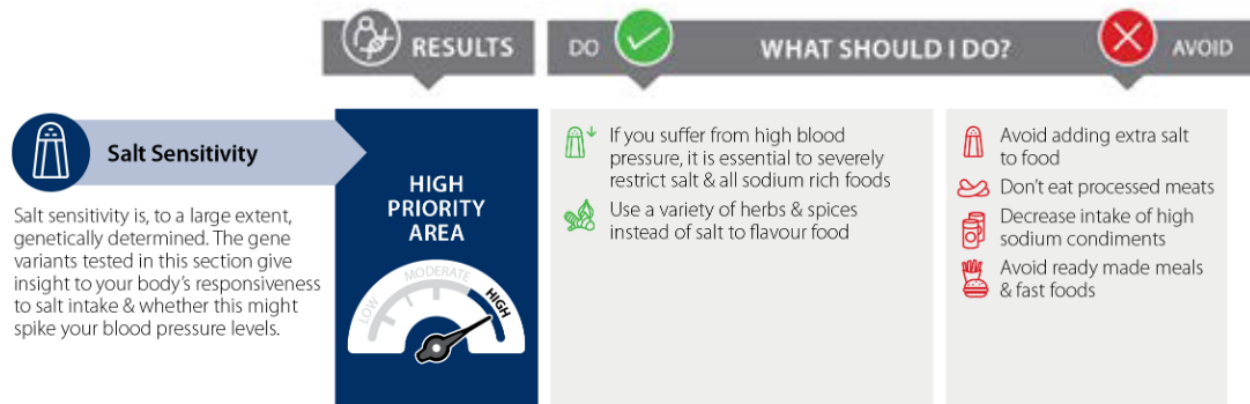 RESULTS
DO
WHAT SHOULD I DO?
AVOID
Salt Sensitivity
Salt sensitivity is, to a large extent,
genetically determined. The gene
variants tested in this section give
insight to your body's responsiveness
to salt intake & whether this might
spike your blood pressure levels.
HIGH
PRIORITY
AREA
LOW
MODERATE
HIGH
If you suffer from high blood
pressure, it is essential to severely
restrict salt & all sodium rich foods
Use a variety of herbs & spices
instead of salt to flavour food
Avoid adding extra salt
to food
Don't eat processed meats
Decrease intake of high
sodium condiments
Avoid ready made meals
& fast foods